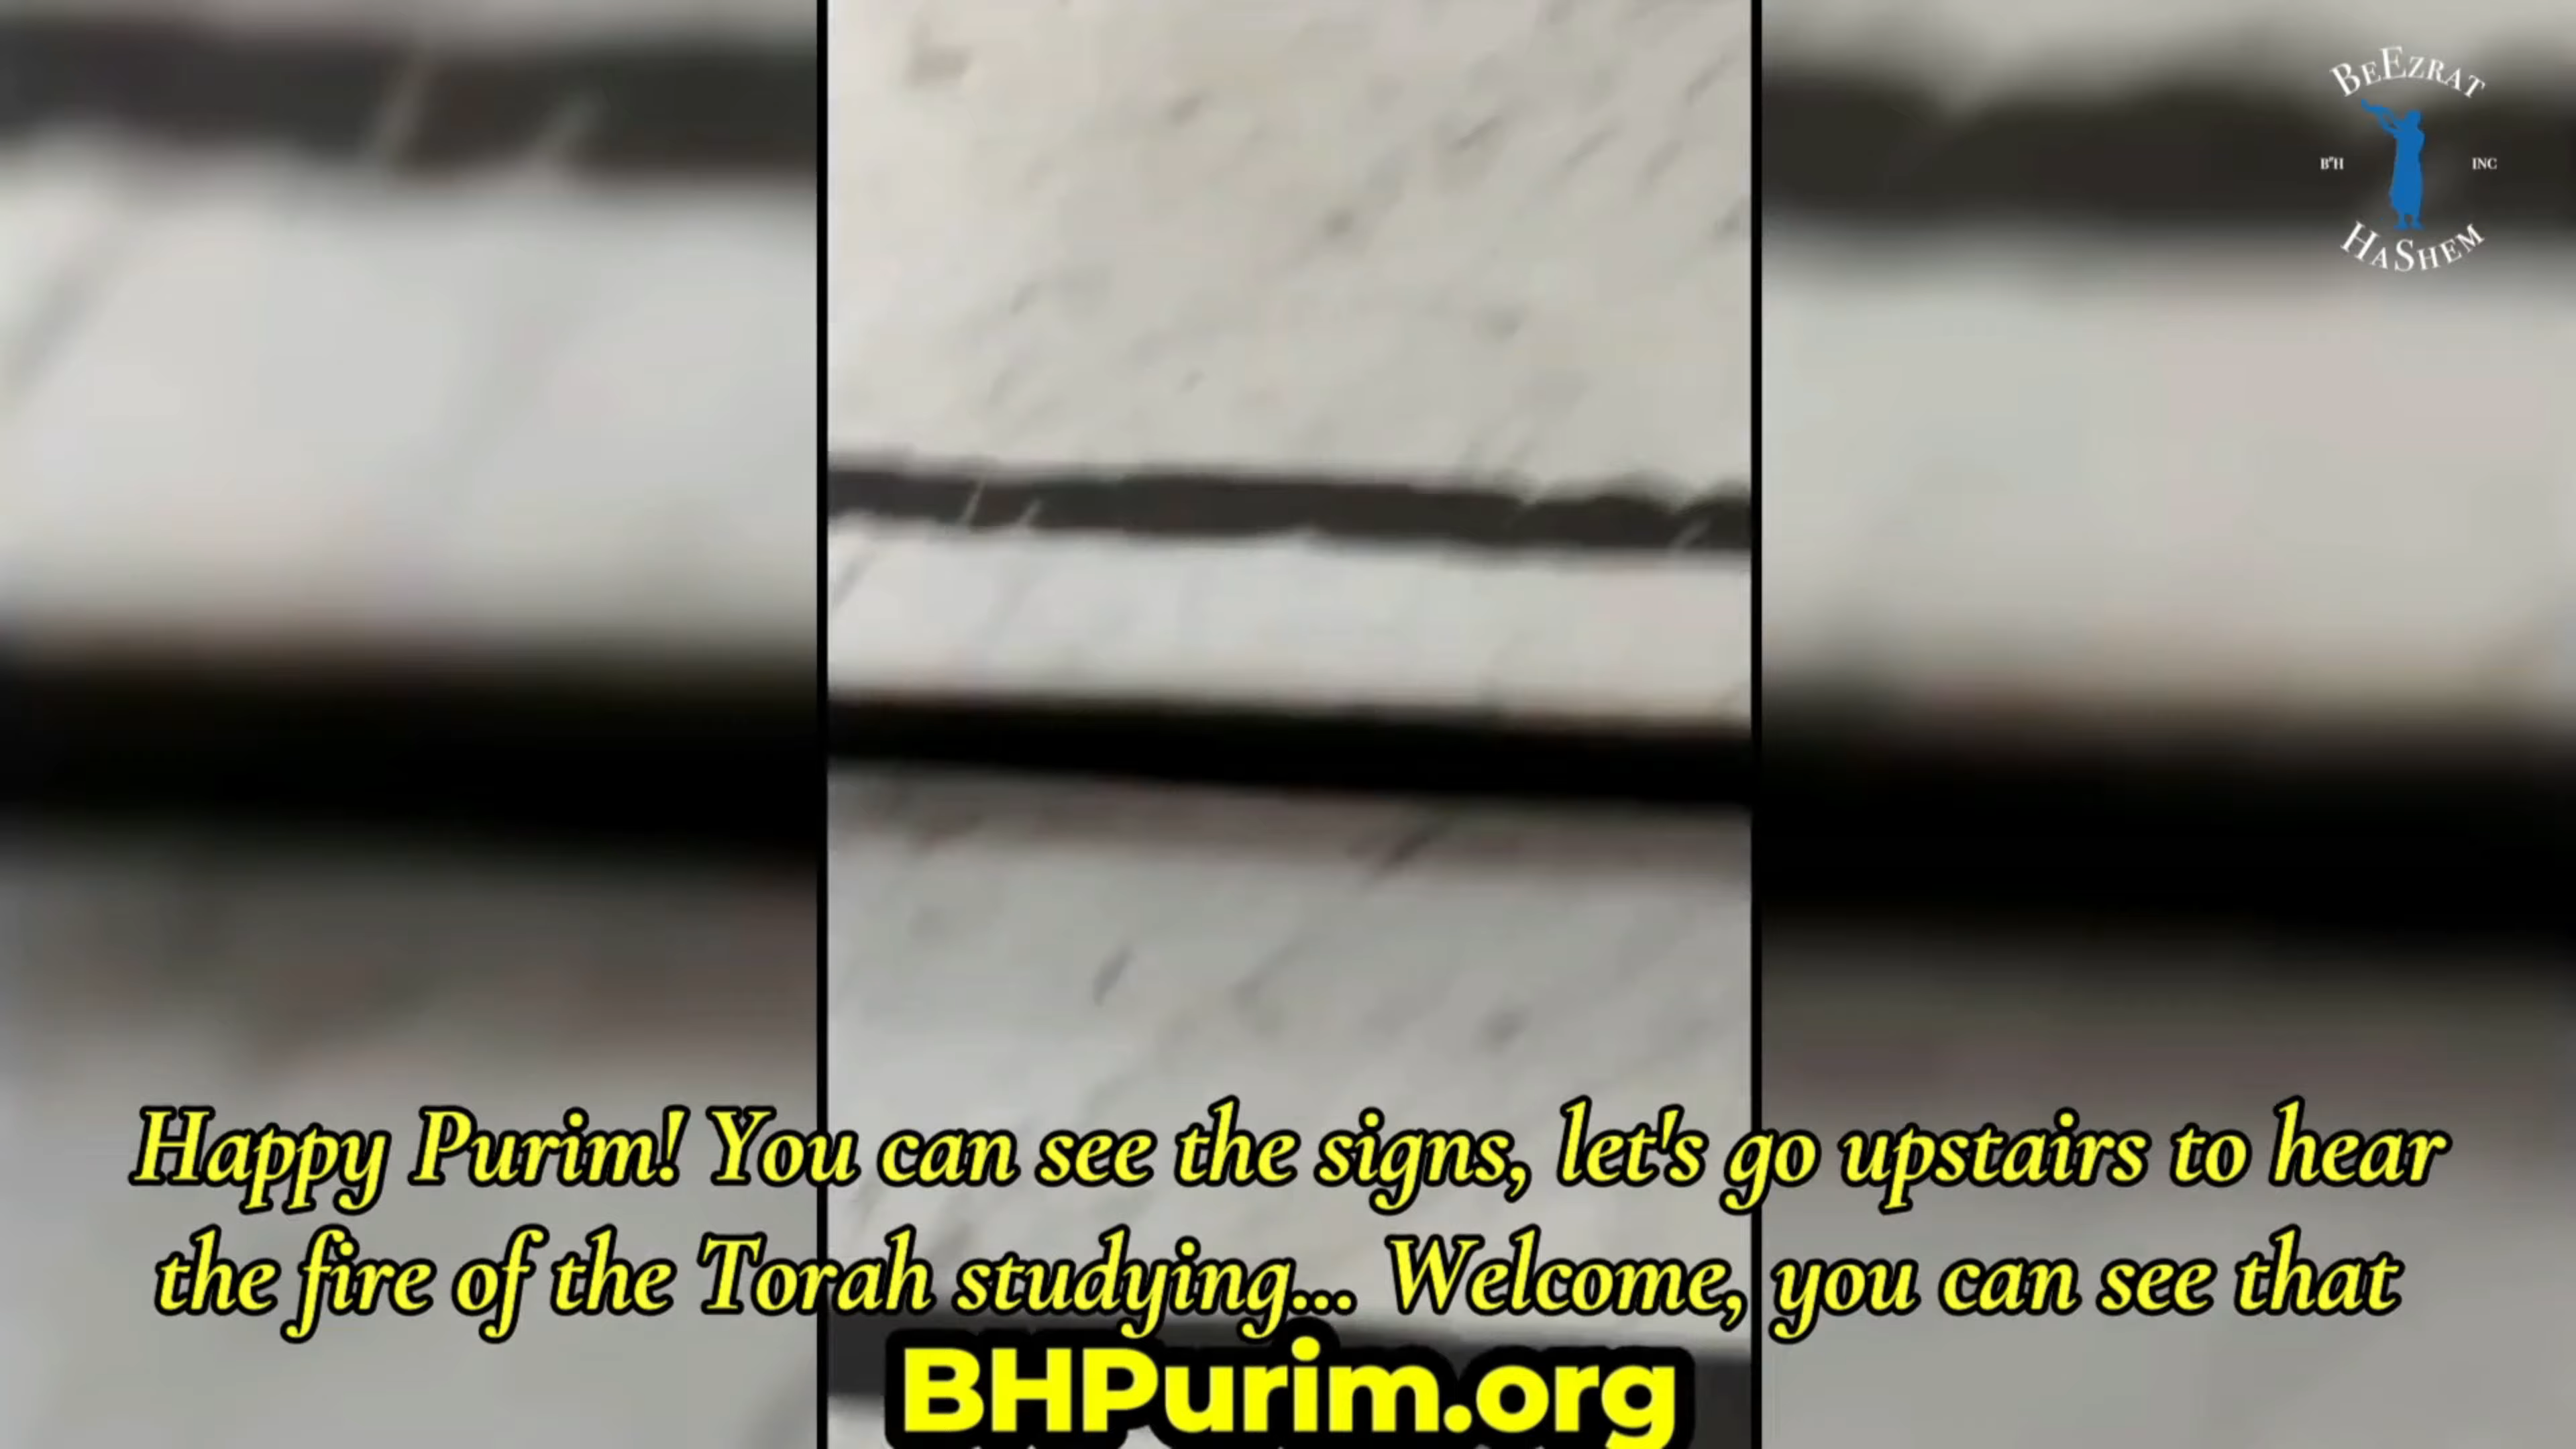 BEEZRAT
B"H INC
HASHEM
Happy Purim! You can see the signs, let's go upstairs to hear
the fire of the Torah studying... Welcome, you can see that
BHPurim.org